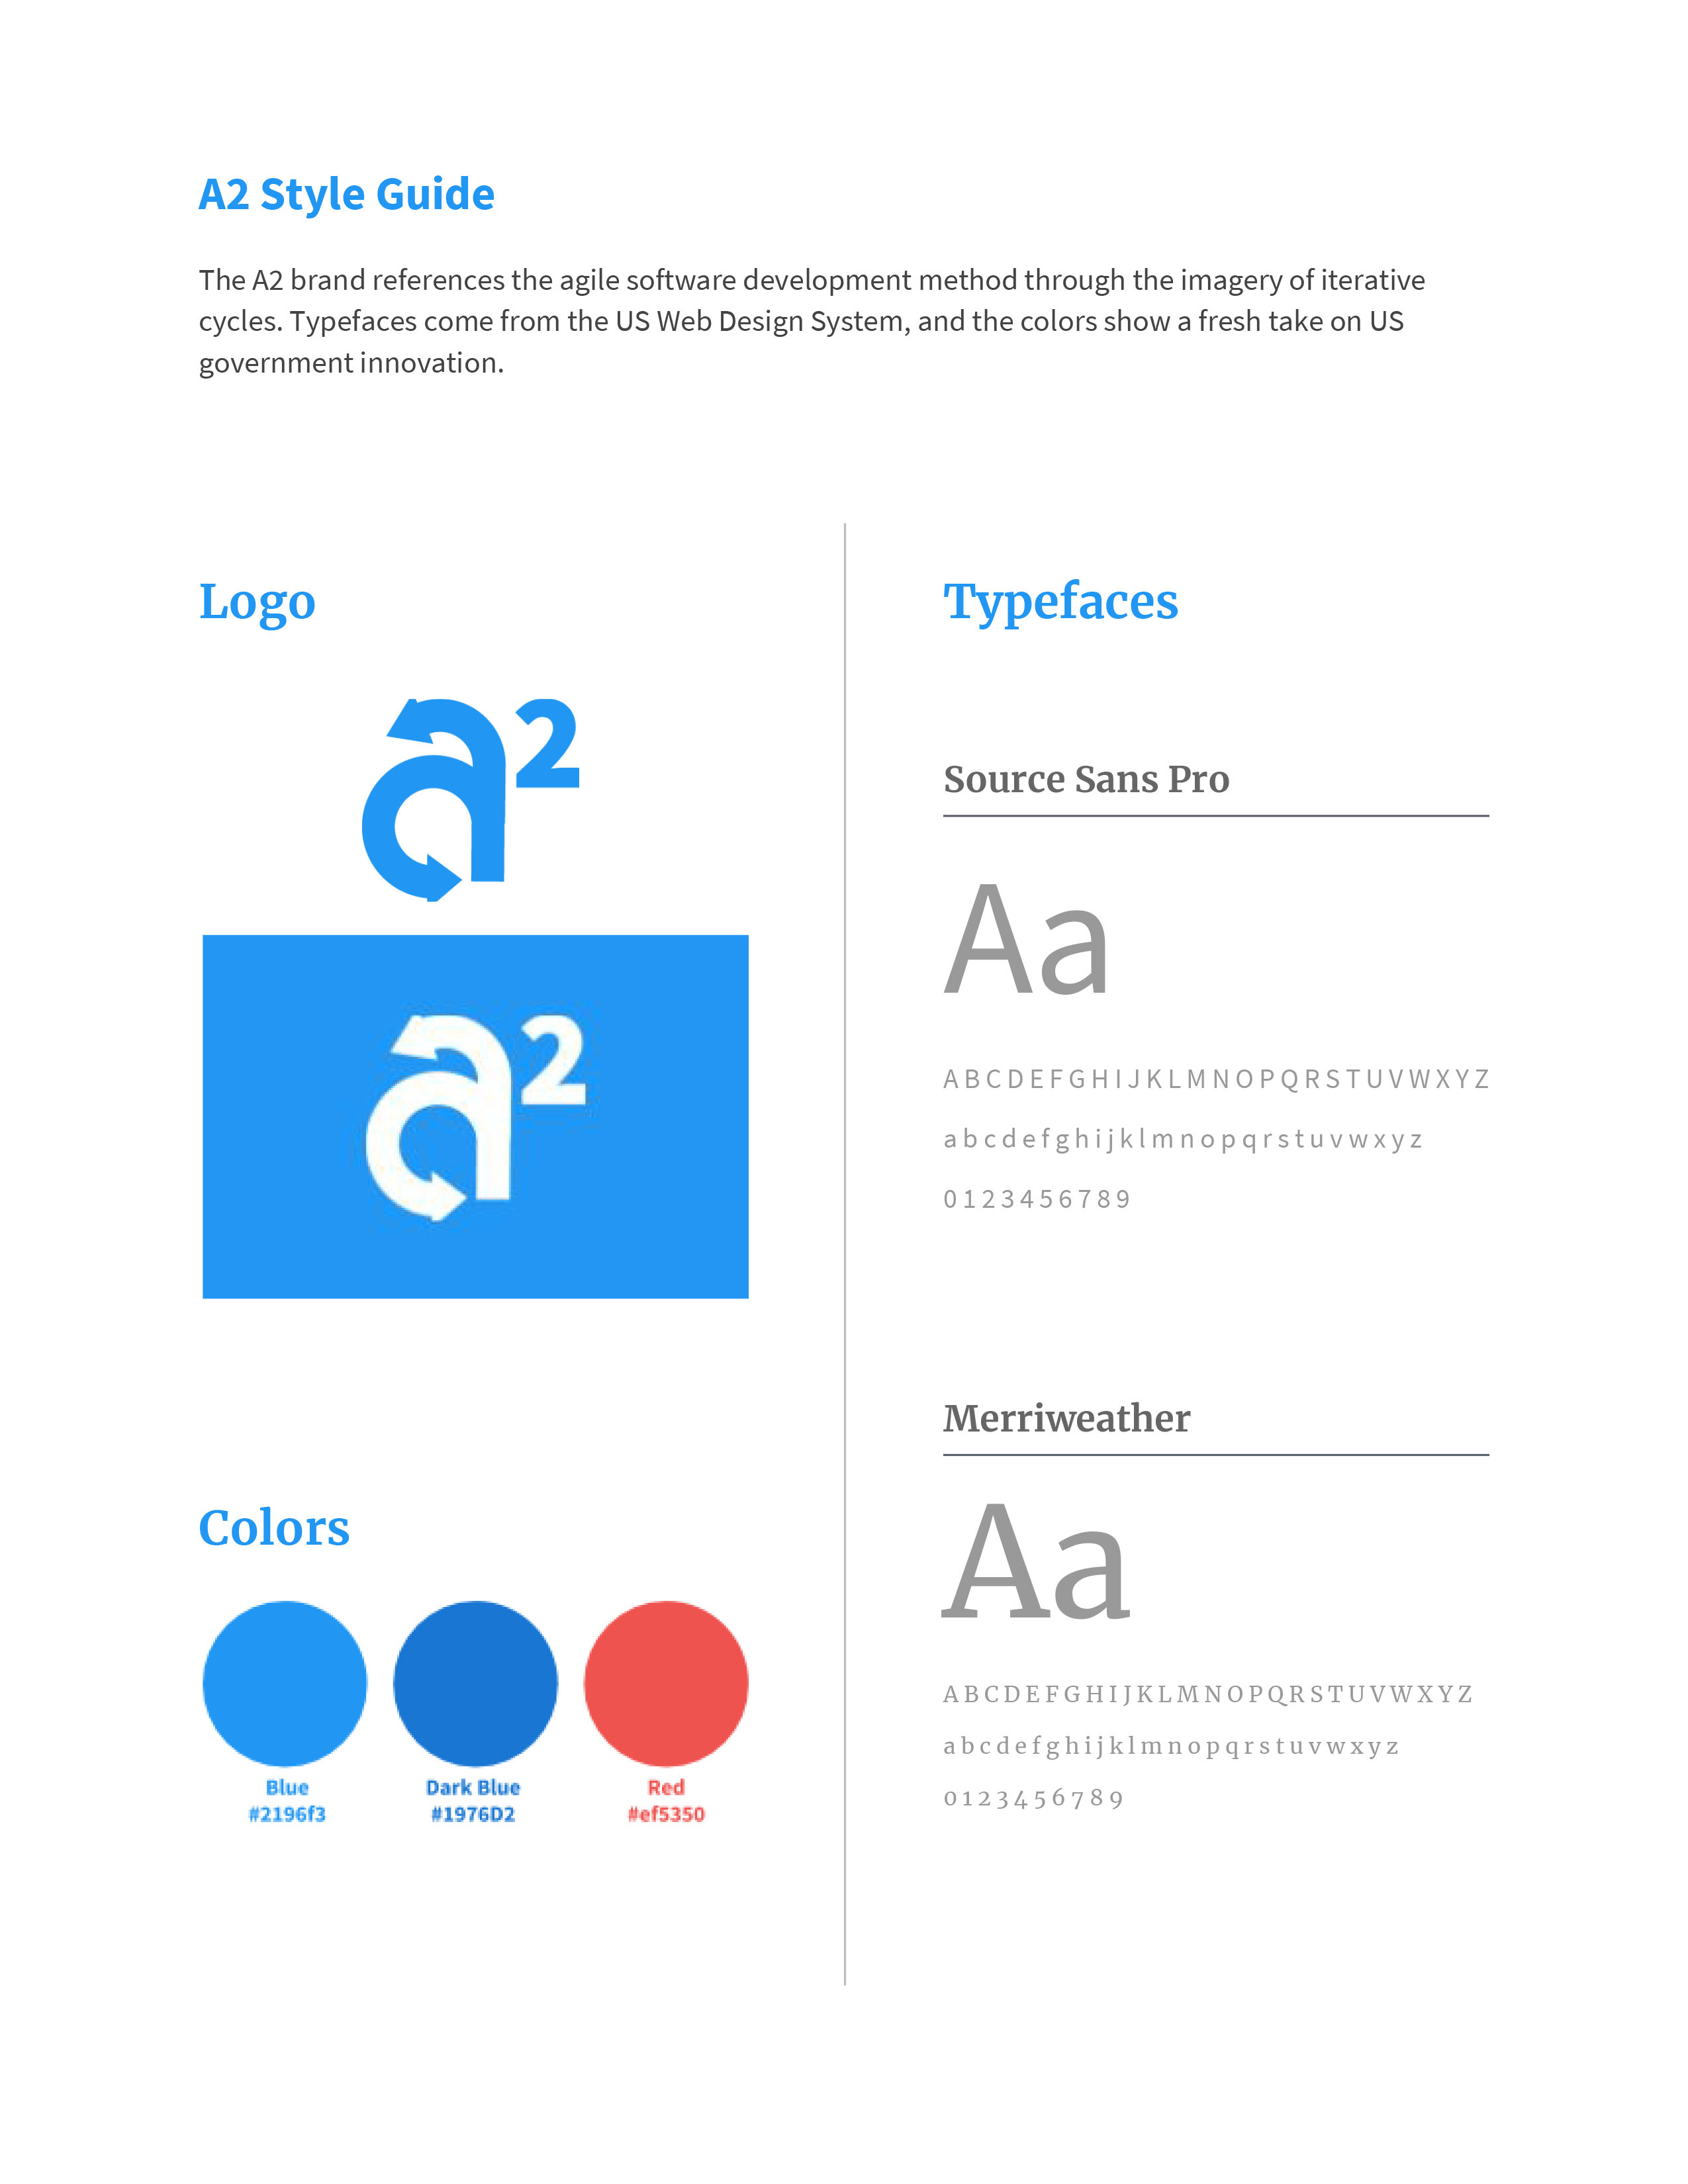 A2 Style Guide
The A2 brand references the agile software development method through the imagery of iterative
cycles. Typefaces come from the US Web Design System, and the colors show a fresh take on US
government innovation.
Logo
a²
a²
Colors
Blue
#2196f3
Dark Blue
#1976D2
Red
#ef5350
Typefaces
Source Sans Pro
Aa
A B C D E F G H I J K L M N O P Q R S T U V W X Y Z
a b c d e f g h i j k l m n o p q r s t u v w x y z
0 1 2 3 4 5 6 7 8 9
Merriweather
Aa
A B C D E F G H I J K L M N O P Q R S T U V W X Y Z
a b c d e f g h i j k l m n o p q r s t u v w x y z
0 1 2 3 4 5 6 7 8 9